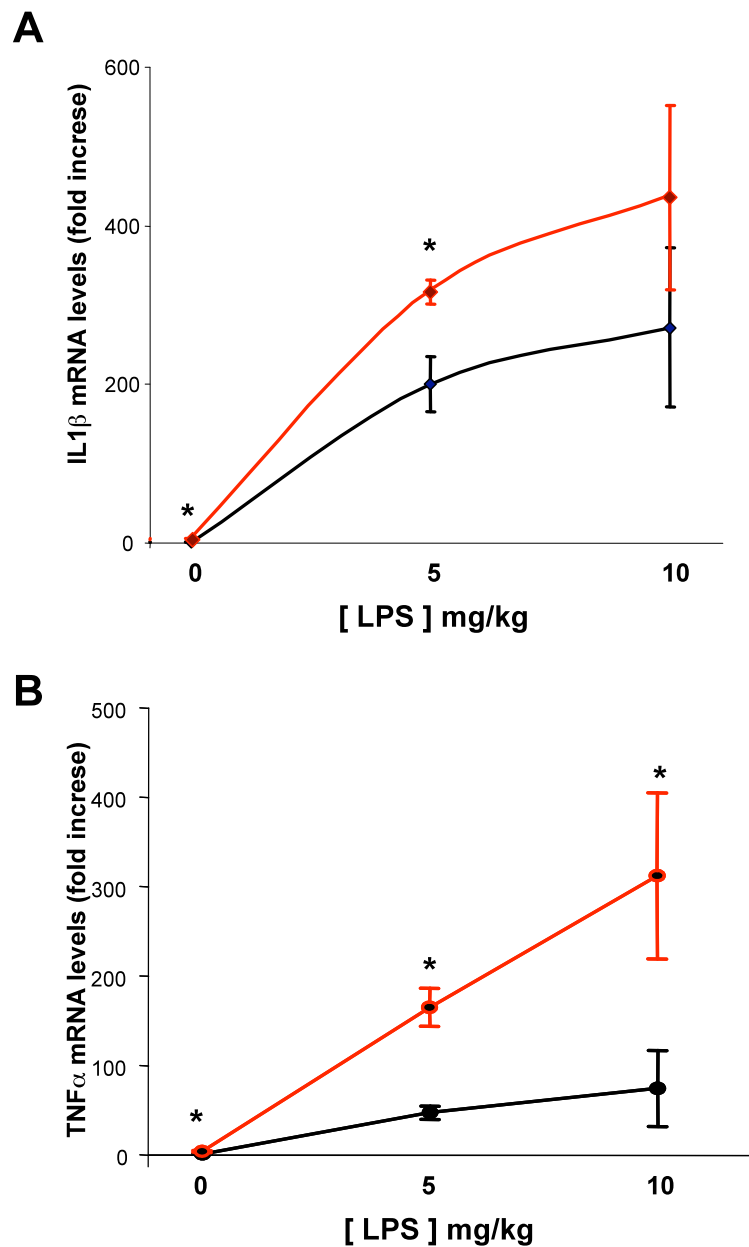 A
IL1β mRNA levels (fold increse)
600
400
200
0
*
*
0 5 10
[ LPS ] mg/kg
B
TNFα mRNA levels (fold increse)
500
400
300
200
100
0
*
*
*
0 5 10
[ LPS ] mg/kg